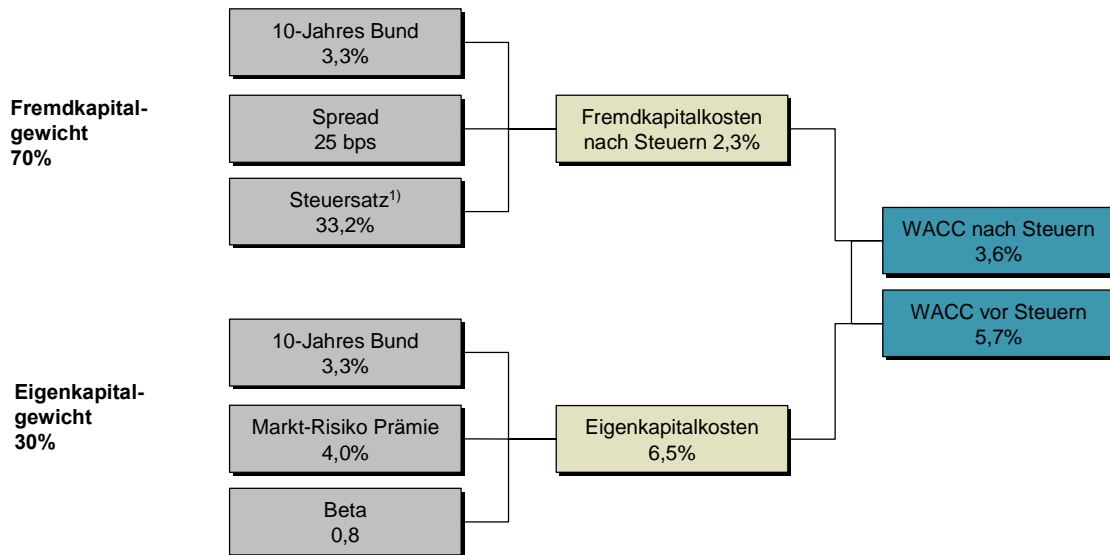 10-Jahres Bund
3,3%
Fremdkapital-
gewicht
70%
Spread
25 bps
Steuersatz1)
33,2%
Fremdkapitalkosten
nach Steuern 2,3%
WACC nach Steuern
3,6%
WACC vor Steuern
5,7%
10-Jahres Bund
3,3%
Eigenkapital-
gewicht
30%
Markt-Risiko Prämie
4,0%
Beta
0,8
Eigenkapitalkosten
6,5%